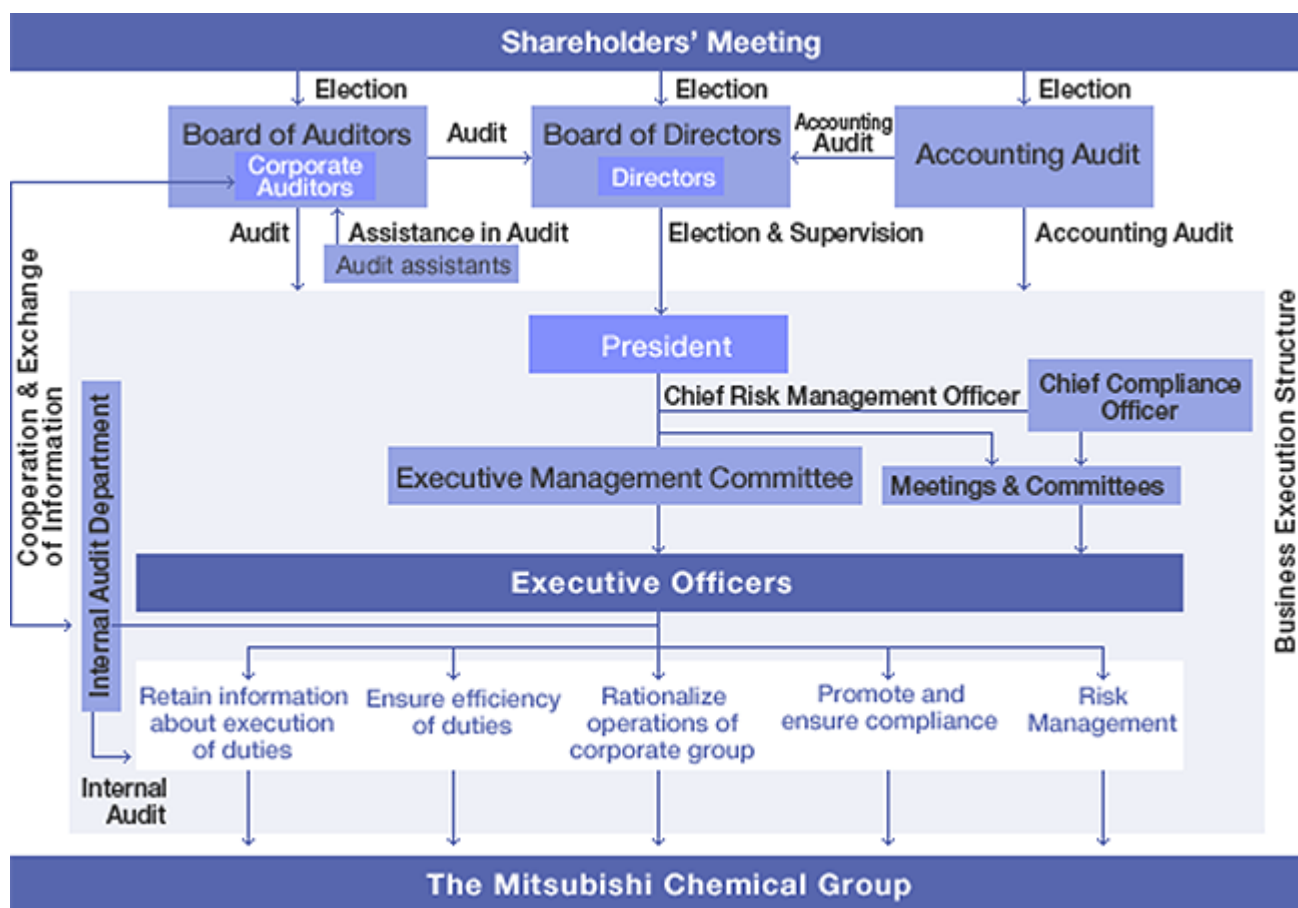 Shareholders' Meeting
Election
Election
Election
Board of Auditors
Corporate
Auditors
Audit
Board of Directors
Directors
Accounting
Audit
Accounting Audit
Audit
Assistance in Audit
Audit assistants
Election & Supervision
Accounting Audit
Cooperation & Exchange
of Information
Business Execution Structure
President
Chief Risk Management Officer
Chief Compliance
Officer
Executive Management Committee
Meetings & Committees
Internal Audit Department
Executive Officers
Retain information
about execution
of duties
Ensure efficiency
of duties
Rationalize
operations of
corporate group
Promote and
ensure compliance
Risk
Management
Internal
Audit
The Mitsubishi Chemical Group